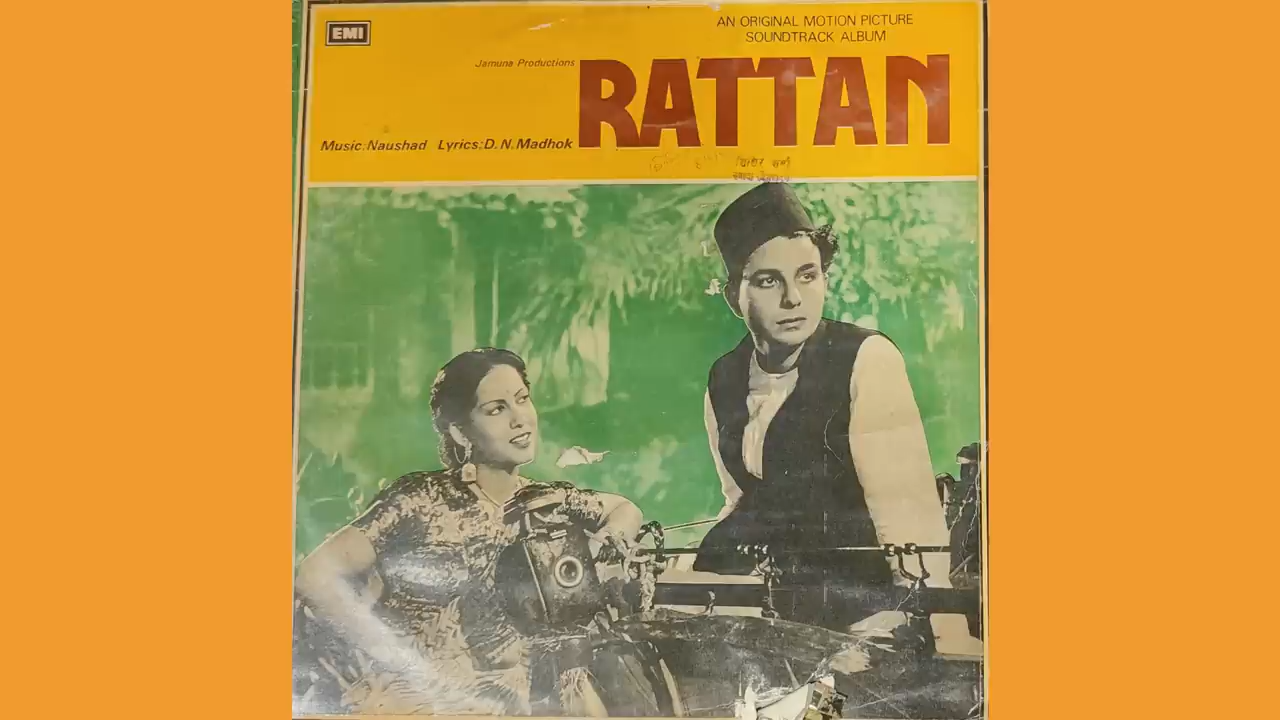 EMI
AN ORIGINAL MOTION PICTURE
SOUNDTRACK ALBUM
Jamuna Productions
RATTAN
Music:Naushad Lyrics:D.N.Madhok